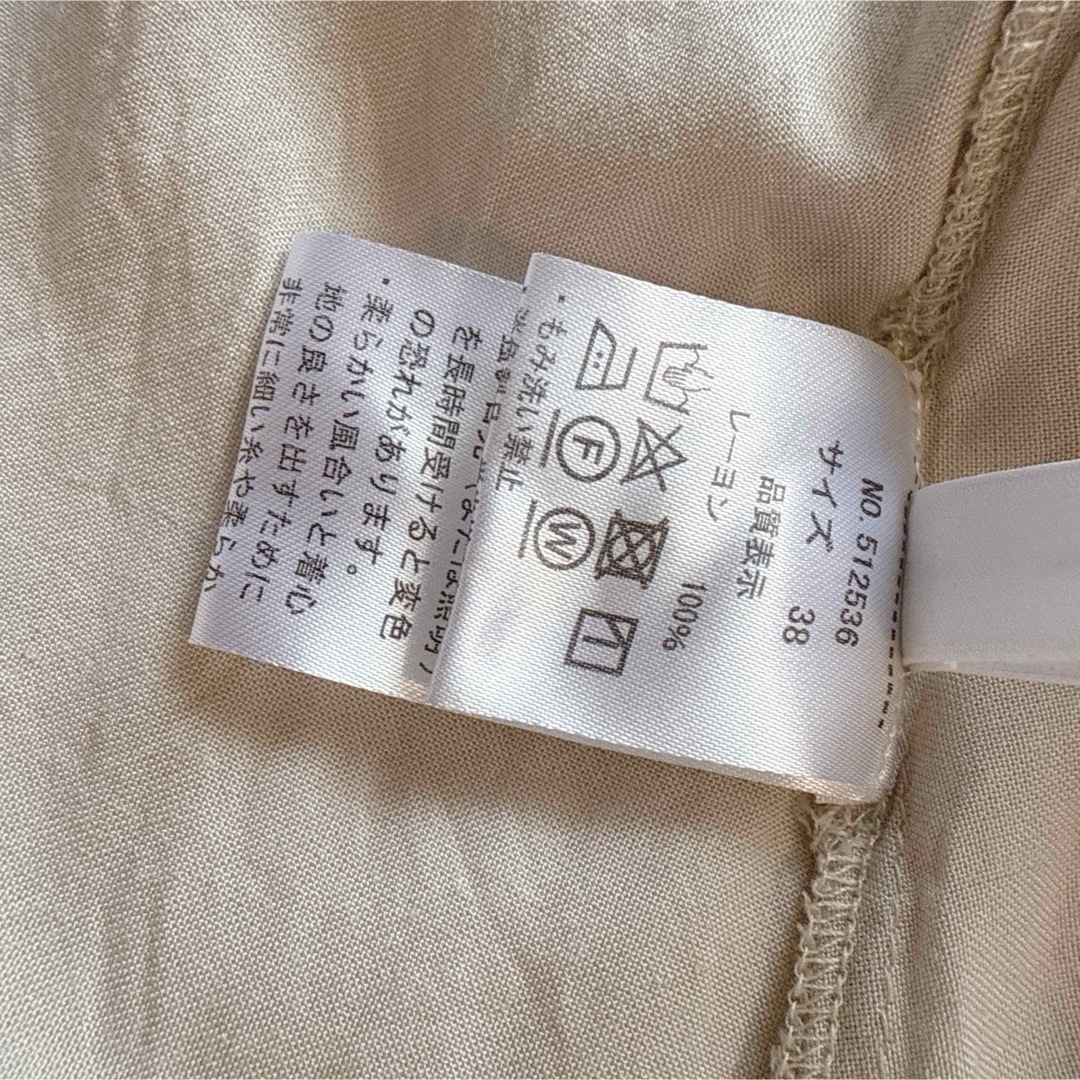 NO. 512536
サイズ 38
品質表示
レーヨン 100%
F
W
・もみ洗い禁止
を長時間受けると変色
の恐れがあります。
・柔らかい風合いと着心
地の良さを出すために
非常に細い糸や柔らか